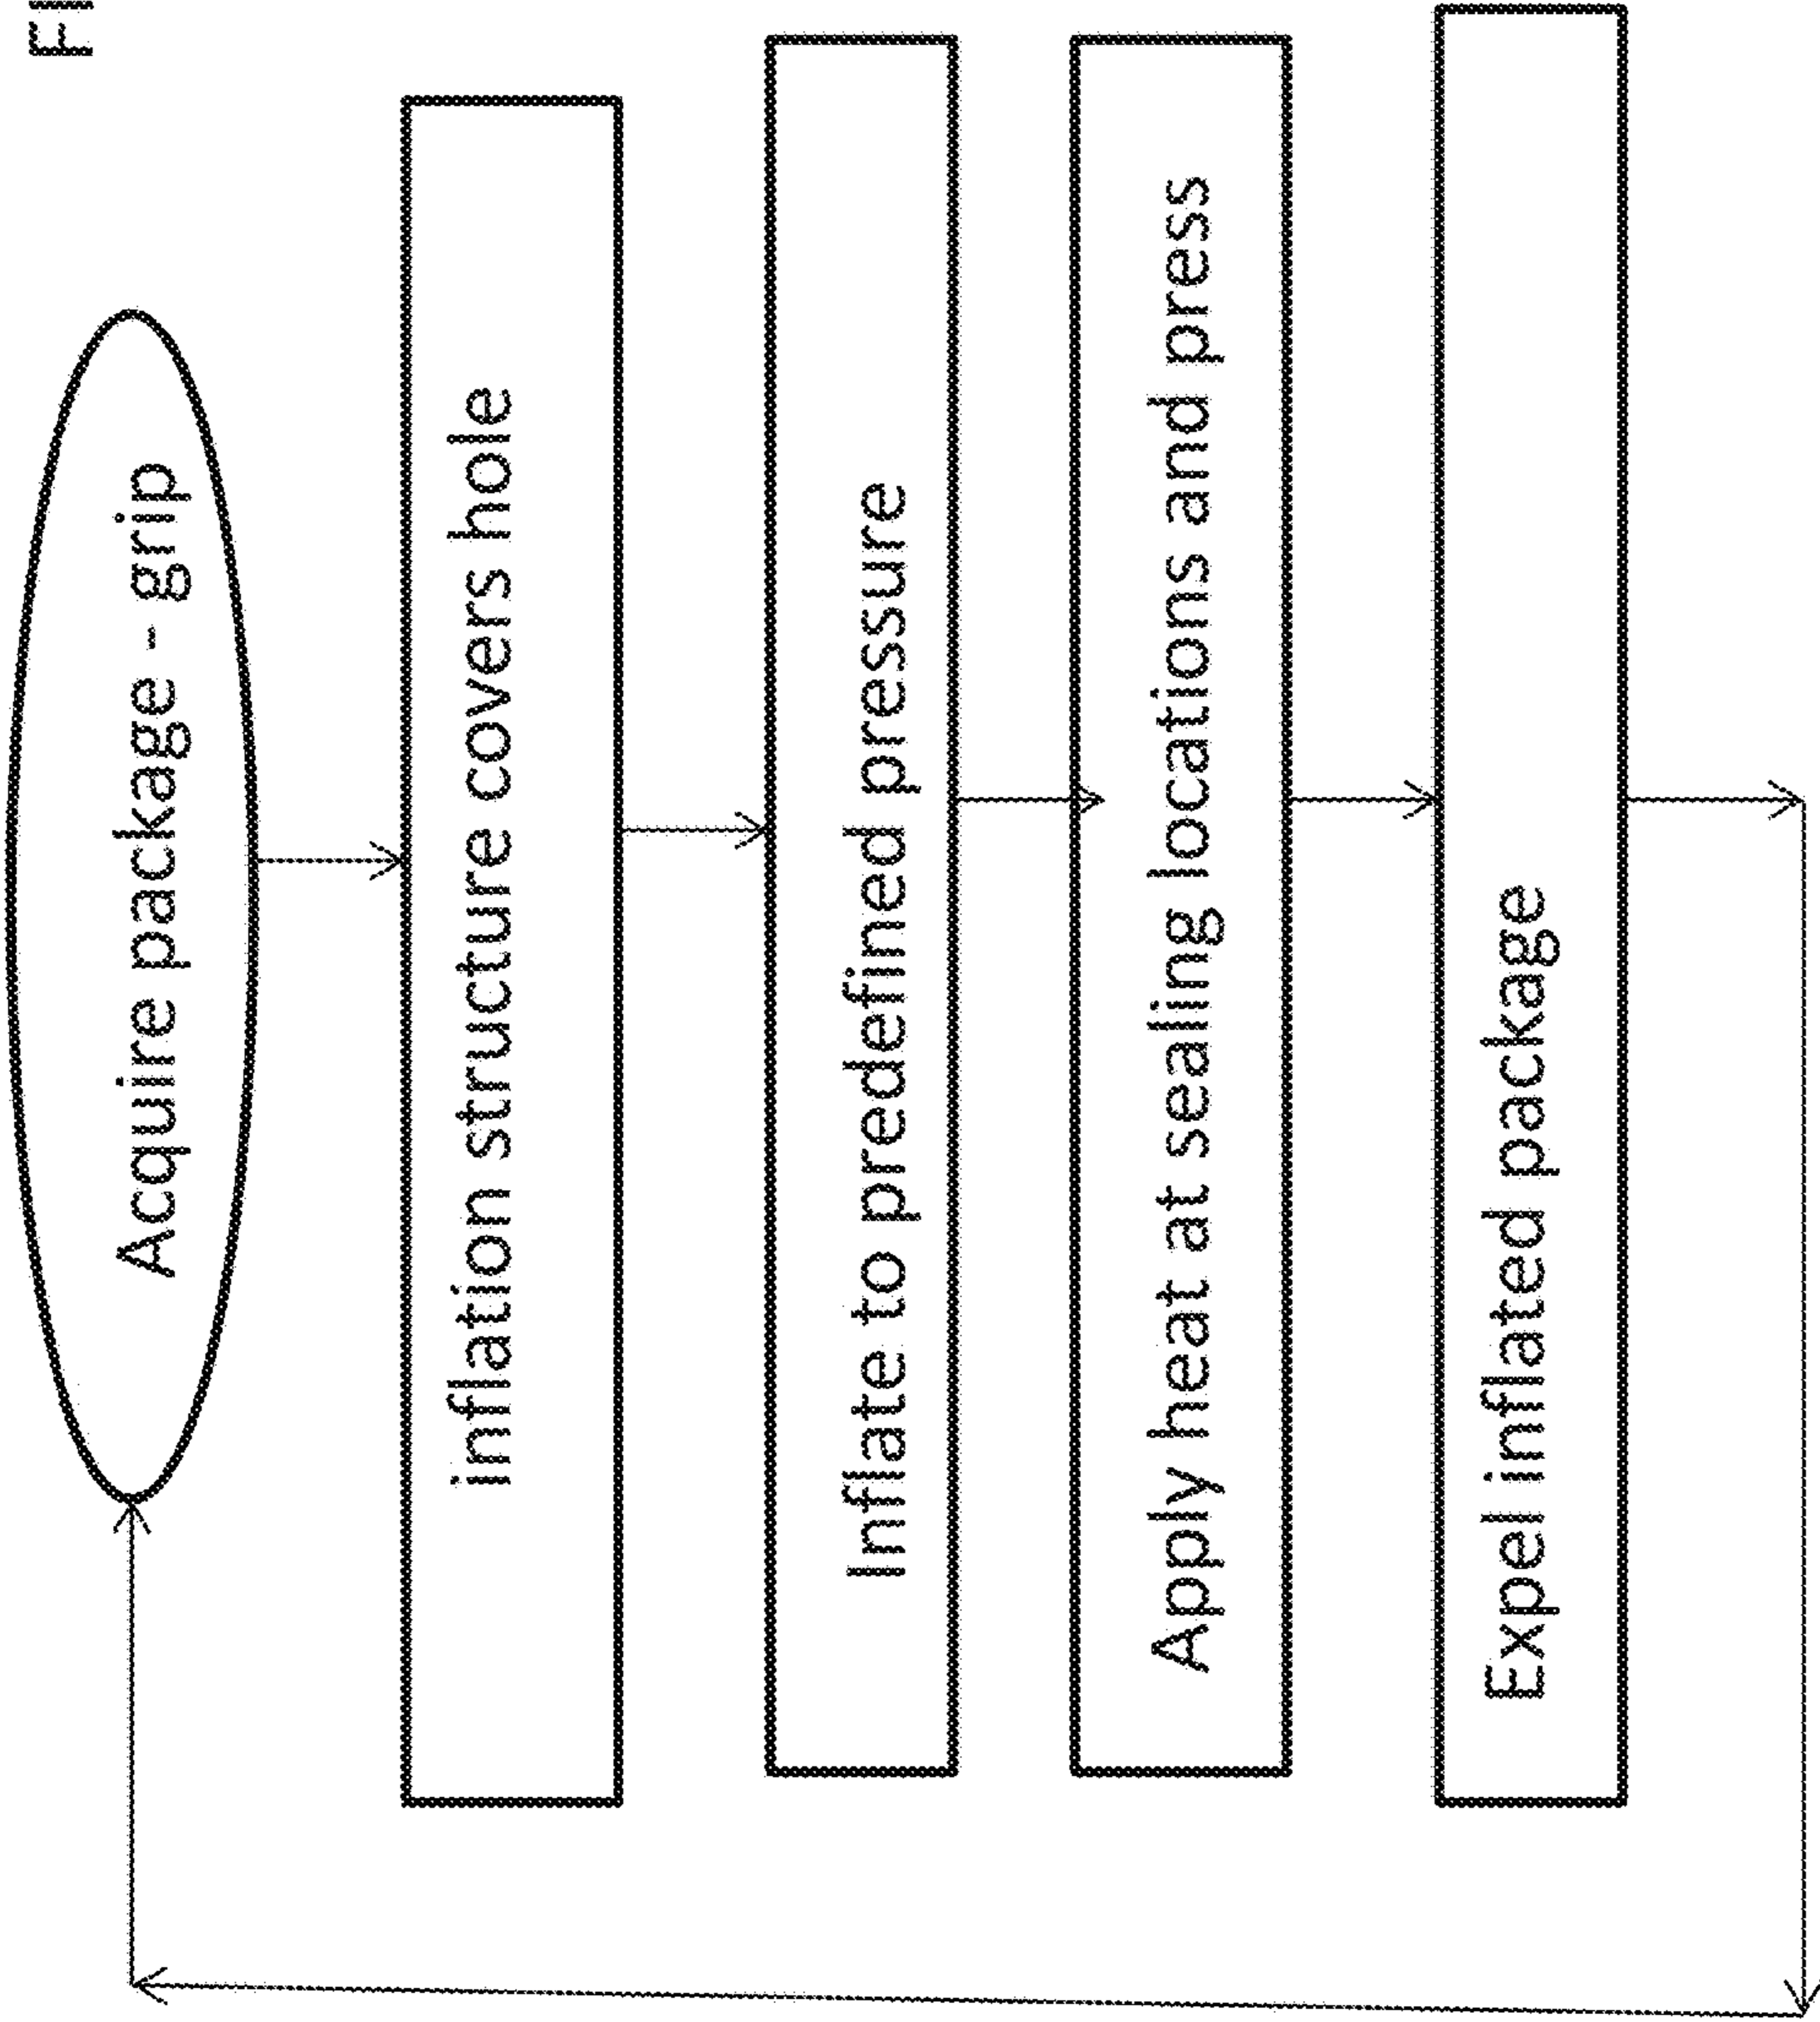 Acquire package - grip
inflation structure covers hole
Inflate to predefined pressure
Apply heat at sealing locations and press
Expel inflated package